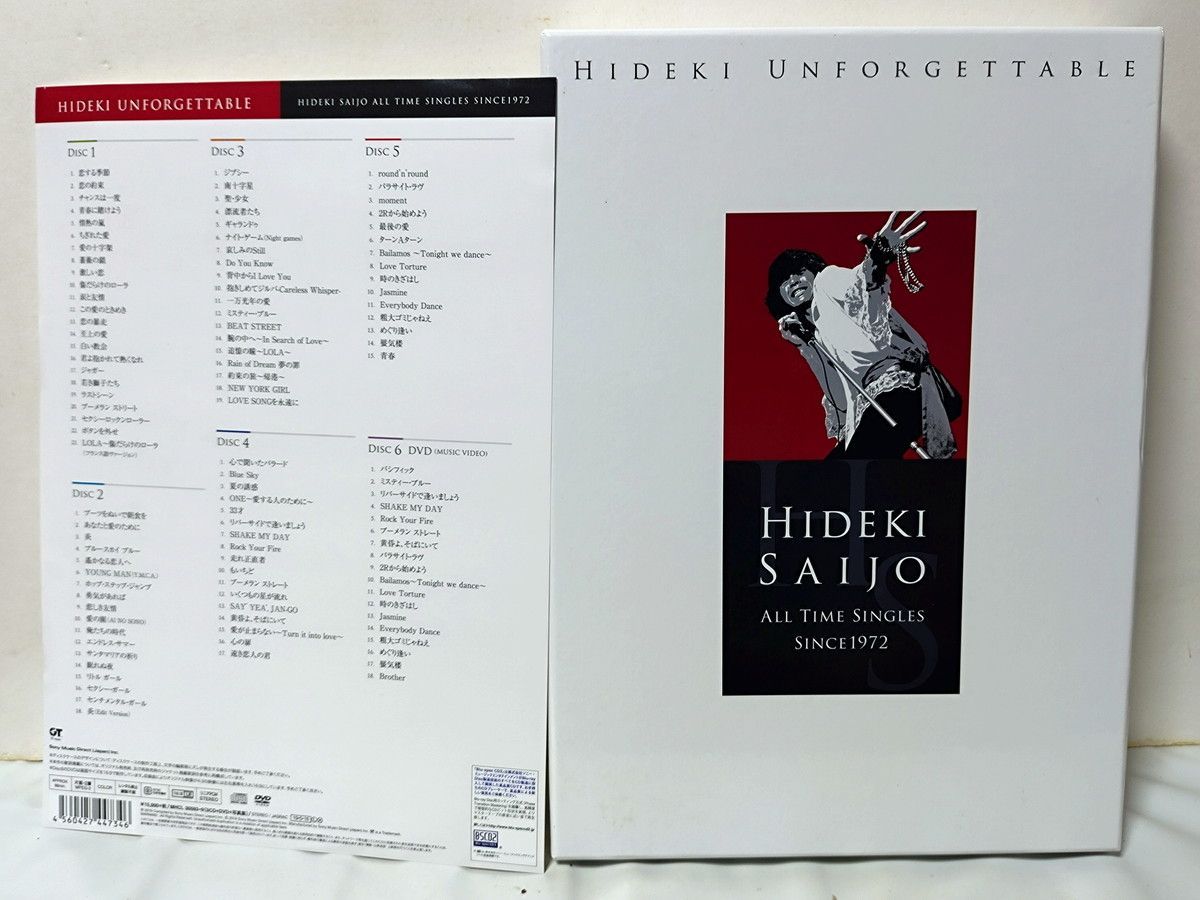 HIDEKI UNFORGETTABLE
HIDEKI SAIJO ALL TIME SINGLES SINCE1972
DISC 1
1. 恋する季節
2. 恋の約束
3. チャンスは一度
4. 青春に賭けよう
5. 情熱の嵐
6. ちぎれた愛
7. 愛の十字架
8. 薔薇の鎖
9. 激しい恋
10. 傷だらけのローラ
11. 涙と友情
12. この愛のときめき
13. 恋の暴走
14. 至上の愛
15. 白い教会
16. 君よ抱かれて熱くなれ
17. ジャガー
18. 若き獅子たち
19. ラストシーン
20. ブーメラン ストリート
21. セクシーロックンローラー
22. ボタンを外せ
23. LOLA〜傷だらけのローラ
(フランス語ヴァージョン)
DISC 2
1. ブーツをぬいで朝食を
2. あなたと愛のために
3. 炎
4. ブルースカイ ブルー
5. 遥かなる恋人へ
6. YOUNG MAN(Y.M.C.A.)
7. ホップ・ステップ・ジャンプ
8. 勇気があれば
9. 悲しき友情
10. 愛の園(AI NO SONO)
11. 俺たちの時代
12. エンドレス・サマー
13. サンタマリアの祈り
14. 眠れぬ夜
15. リトル ガール
16. セクシー・ガール
17. センチメンタル・ガール
18. 炎(Edit Version)
DISC 3
1. ジプシー
2. 南十字星
3. 聖・少女
4. 漂流者たち
5. ギャランドゥ
6. ナイト・ゲーム(Night games)
7. 哀しみのStill
8. Do You Know
9. 背中からI Love You
10. 抱きしめてジルバ-Careless Whisper-
11. 一万光年の愛
12. ミスティー・ブルー
13. BEAT STREET
14. 腕の中へ〜In Search of Love〜
15. 追憶の瞳〜LOLA〜
16. Rain of Dream 夢の罪
17. 約束の旅〜帰港〜
18. NEW YORK GIRL
19. LOVE SONGを永遠に
DISC 4
1. 心で聞いたバラード
2. Blue Sky
3. 夏の誘惑
4. ONE〜愛する人のために〜
5. 33才
6. リバーサイドで逢いましょう
7. SHAKE MY DAY
8. Rock Your Fire
9. 走れ正直者
10. もいちど
11. ブーメラン ストレート
12. いくつもの星が流れ
13. SAY' YEA', JAN-GO
14. 黄昏よ、そばにいて
15. 愛が止まらない〜Turn it into love〜
16. 心の扉
17. 遠き恋人の君
DISC 5
1. round'n'round
2. パラサイト・ラヴ
3. moment
4. 2Rから始めよう
5. 最後の愛
6. ターンAターン
7. Bailamos 〜Tonight we dance〜
8. Love Torture
9. 時のきざはし
10. Jasmine
11. Everybody Dance
12. 粗大ゴミじゃねえ
13. めぐり逢い
14. 蜃気楼
15. 青春
DISC 6 DVD (MUSIC VIDEO)
1. パシフィック
2. ミスティー・ブルー
3. リバーサイドで逢いましょう
4. SHAKE MY DAY
5. Rock Your Fire
6. ブーメラン ストレート
7. 黄昏よ、そばにいて
8. パラサイト・ラヴ
9. 2Rから始めよう
10. Bailamos〜Tonight we dance〜
11. Love Torture
12. 時のきざはし
13. Jasmine
14. Everybody Dance
15. 粗大ゴミじゃねえ
16. めぐり逢い
17. 蜃気楼
18. Brother
GT
Sony Music Direct (Japan) Inc.
COLOR
MPEG-2
STEREO
4 560427 447346
BSCD2
HIDEKI UNFORGETTABLE
HIDEKI
SAIJO
ALL TIME SINGLES
SINCE1972
HS